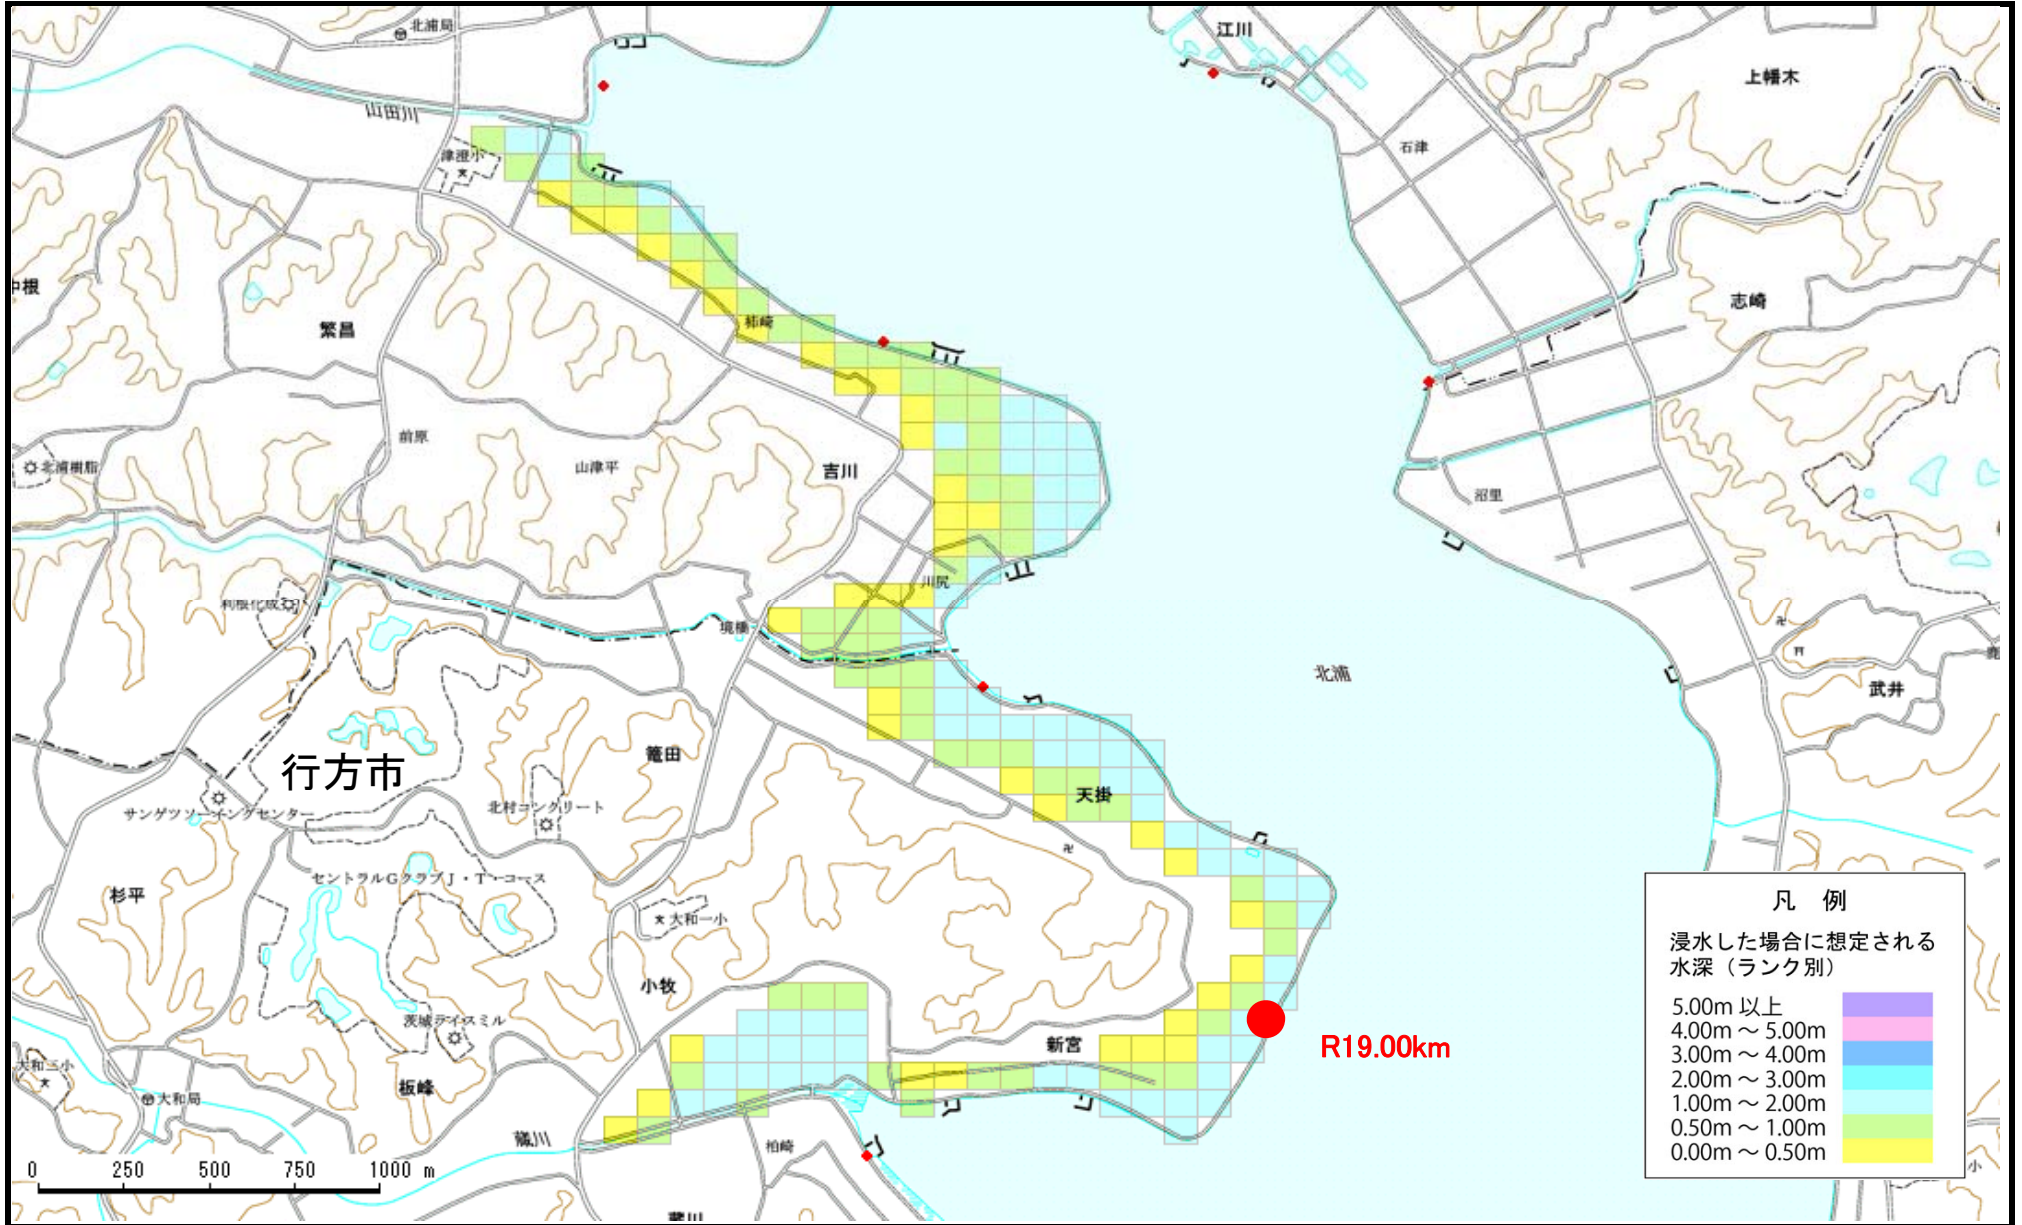 北浦局
江川
上幡木
山田川
石津
津澄小
中根
志崎
繁昌
柿崎
前原
北浦樹脂
山津平
吉川
沼里
川尻
利根化成
境橋
北浦
武井
行方市
篭田
天掛
サンゲツソーイングセンター
北村コンクリート
セントラルGクラブJ・T・コース
杉平
大和一小
小牧
茨城ライスミル
新宮
R19.00km
大和三小
大和局
板峰
蔵川
柏崎
蔵川
0 250 500 750 1000 m
凡 例
浸水した場合に想定される
水深（ランク別）
5.00m 以上
4.00m ～ 5.00m
3.00m ～ 4.00m
2.00m ～ 3.00m
1.00m ～ 2.00m
0.50m ～ 1.00m
0.00m ～ 0.50m
小